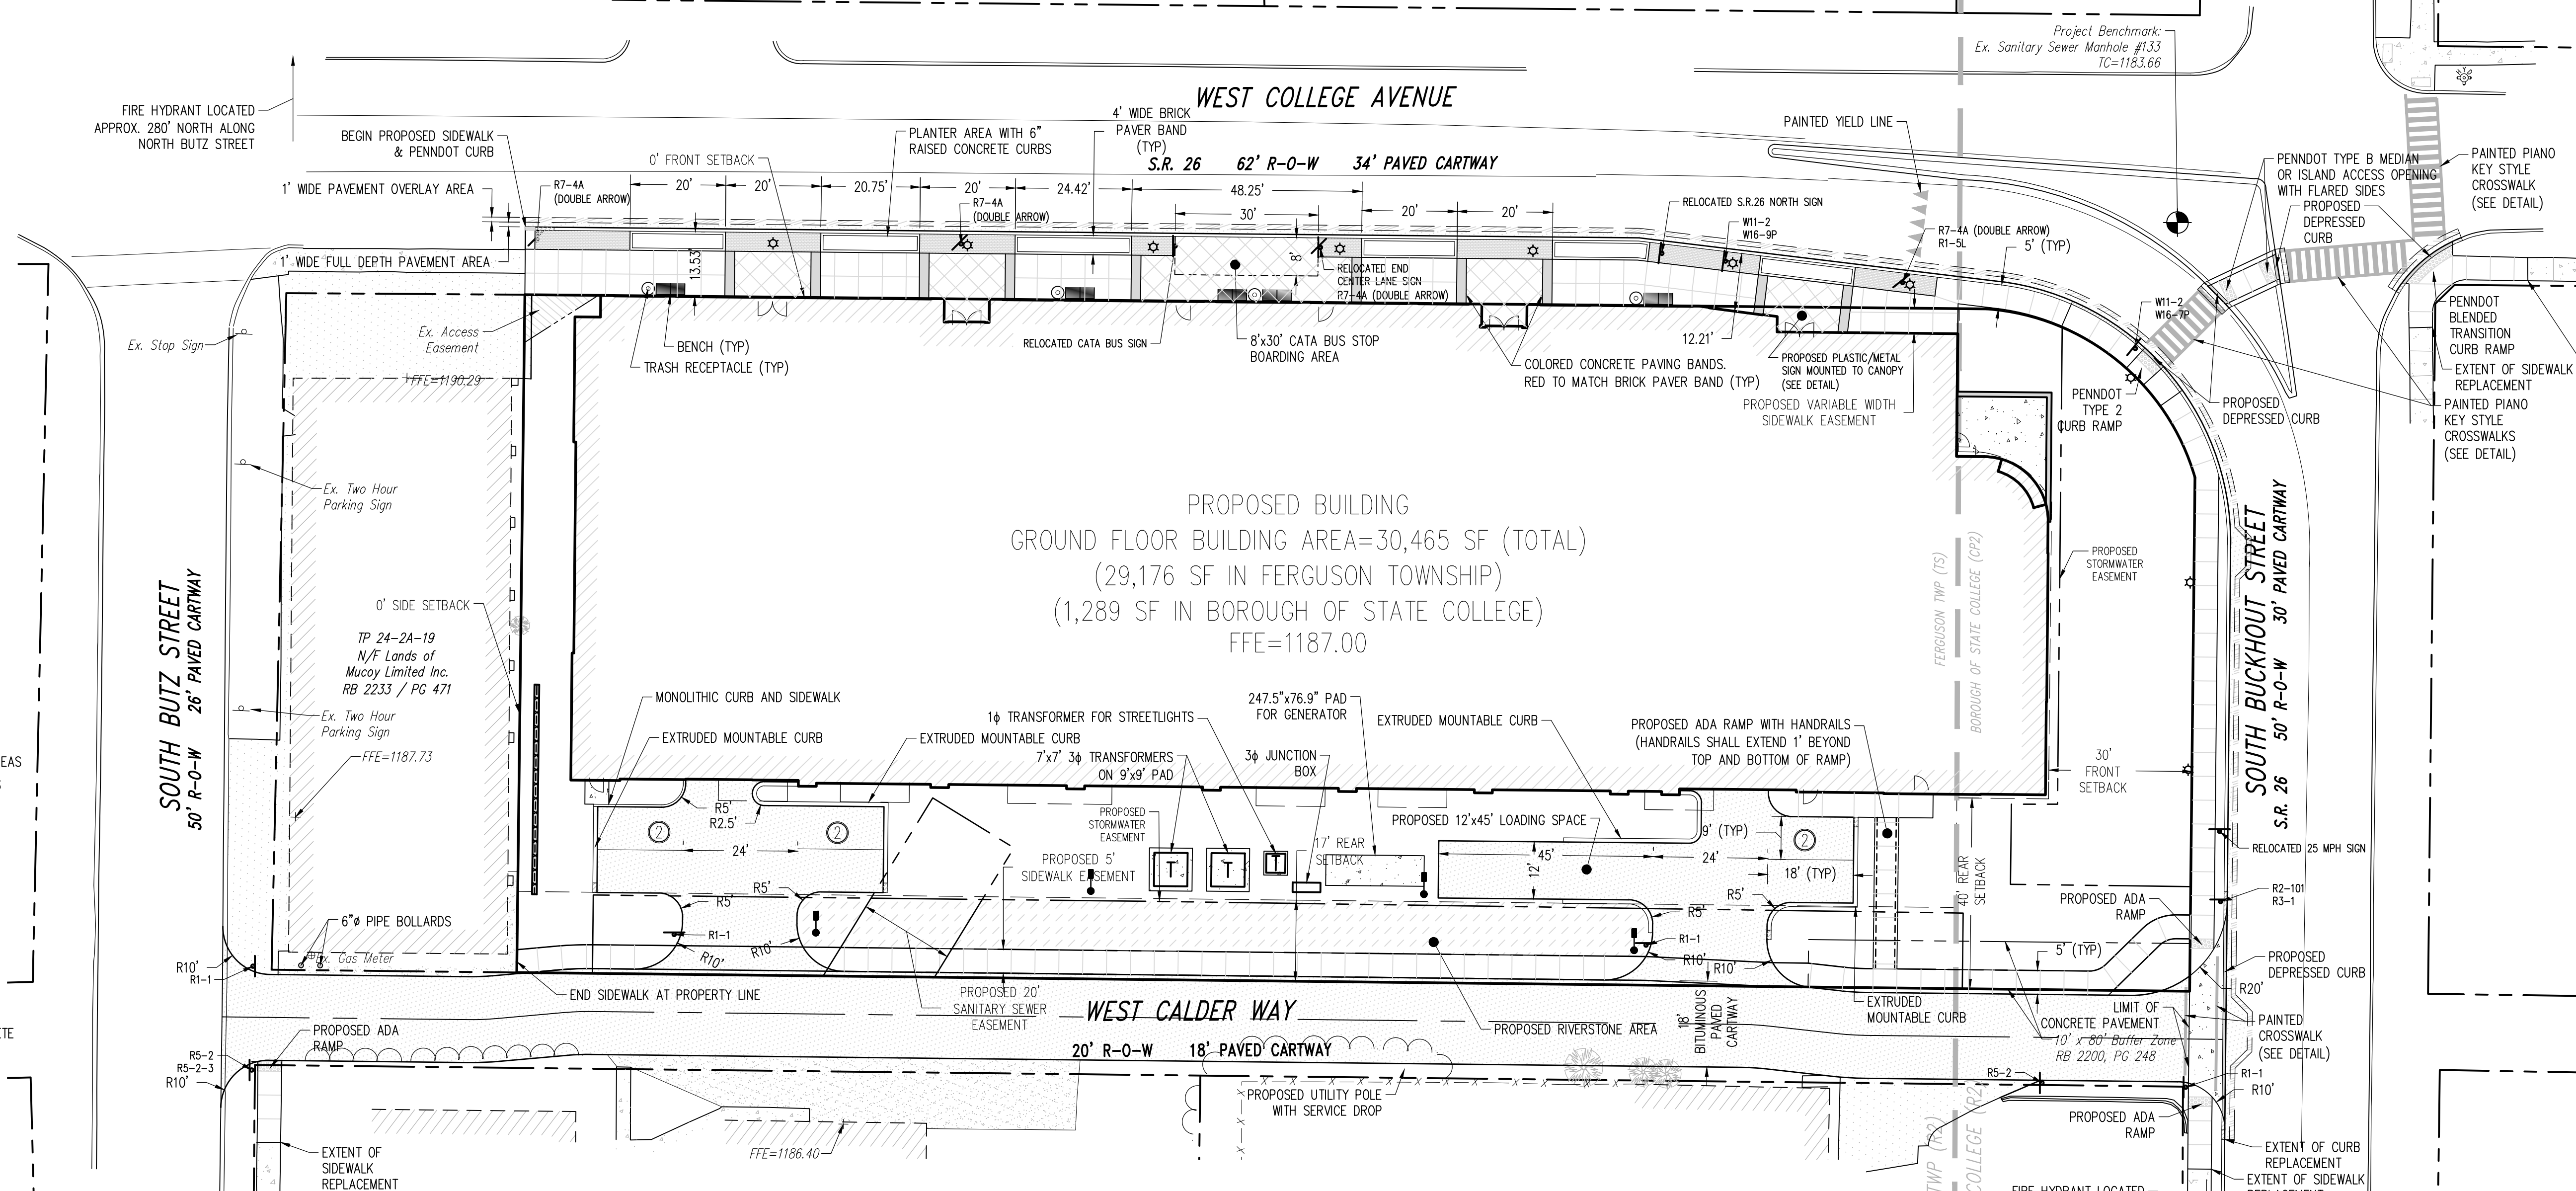 Project Benchmark:
Ex. Sanitary Sewer Manhole #133
TC=1183.66
WEST COLLEGE AVENUE
S.R. 26 62' R-O-W 34' PAVED CARTWAY
FIRE HYDRANT LOCATED
APPROX. 280' NORTH ALONG
NORTH BUTZ STREET
BEGIN PROPOSED SIDEWALK
& PENNDOT CURB
0' FRONT SETBACK
PLANTER AREA WITH 6"
RAISED CONCRETE CURBS
4' WIDE BRICK
PAVER BAND
(TYP)
PAINTED YIELD LINE
PENNDOT TYPE B MEDIAN
OR ISLAND ACCESS OPENING
WITH FLARED SIDES
PROPOSED
DEPRESSED
CURB
PAINTED PIANO
KEY STYLE
CROSSWALK
(SEE DETAIL)
1' WIDE PAVEMENT OVERLAY AREA
R7-4A
(DOUBLE ARROW)
20'
20'
20.75'
20'
24.42'
48.25'
30'
20'
20'
R7-4A
(DOUBLE ARROW)
RELOCATED S.R.26 NORTH SIGN
W11-2
W16-9P
R7-4A (DOUBLE ARROW)
R1-5L
5' (TYP)
1' WIDE FULL DEPTH PAVEMENT AREA
13.53'
8'
RELOCATED END
CENTER LANE SIGN
R7-4A (DOUBLE ARROW)
Ex. Stop Sign
Ex. Access
Easement
FFE=1190.29
BENCH (TYP)
TRASH RECEPTACLE (TYP)
RELOCATED CATA BUS SIGN
8'x30' CATA BUS STOP
BOARDING AREA
COLORED CONCRETE PAVING BANDS.
RED TO MATCH BRICK PAVER BAND (TYP)
12.21'
PROPOSED PLASTIC/METAL
SIGN MOUNTED TO CANOPY
(SEE DETAIL)
PROPOSED VARIABLE WIDTH
SIDEWALK EASEMENT
W11-2
W16-7P
PENNDOT
TYPE 2
CURB RAMP
PROPOSED
DEPRESSED CURB
PENNDOT
BLENDED
TRANSITION
CURB RAMP
EXTENT OF SIDEWALK
REPLACEMENT
PAINTED PIANO
KEY STYLE
CROSSWALKS
(SEE DETAIL)
Ex. Two Hour
Parking Sign
PROPOSED BUILDING
GROUND FLOOR BUILDING AREA=30,465 SF (TOTAL)
(29,176 SF IN FERGUSON TOWNSHIP)
(1,289 SF IN BOROUGH OF STATE COLLEGE)
FFE=1187.00
FERGUSON TWP (TS)
BOROUGH OF STATE COLLEGE (CP2)
PROPOSED
STORMWATER
EASEMENT
SOUTH BUCKHOUT STREET
S.R. 26 50' R-O-W 30' PAVED CARTWAY
SOUTH BUTZ STREET
50' R-O-W 26' PAVED CARTWAY
0' SIDE SETBACK
TP 24-2A-19
N/F Lands of
Mucoy Limited Inc.
RB 2233 / PG 471
Ex. Two Hour
Parking Sign
FFE=1187.73
EAS
MONOLITHIC CURB AND SIDEWALK
EXTRUDED MOUNTABLE CURB
EXTRUDED MOUNTABLE CURB
1ϕ TRANSFORMER FOR STREETLIGHTS
7'x7' 3ϕ TRANSFORMERS
ON 9'x9' PAD
247.5"x76.9" PAD
FOR GENERATOR
3ϕ JUNCTION
BOX
EXTRUDED MOUNTABLE CURB
PROPOSED ADA RAMP WITH HANDRAILS
(HANDRAILS SHALL EXTEND 1' BEYOND
TOP AND BOTTOM OF RAMP)
30'
FRONT
SETBACK
R5'
R2.5'
2
2
24'
PROPOSED
STORMWATER
EASEMENT
PROPOSED 5'
SIDEWALK EASEMENT
T
T
T
17' REAR
SETBACK
PROPOSED 12'x45' LOADING SPACE
45'
12'
24'
9' (TYP)
2
18' (TYP)
40' REAR
SETBACK
RELOCATED 25 MPH SIGN
R2-101
R3-1
PROPOSED ADA
RAMP
6"ϕ PIPE BOLLARDS
Ex. Gas Meter
R10'
R1-1
R5'
R5'
R1-1
R10'
R10'
R5'
R5'
R1-1
R10'
R10'
5' (TYP)
PROPOSED
DEPRESSED CURB
R20'
END SIDEWALK AT PROPERTY LINE
PROPOSED 20'
SANITARY SEWER
EASEMENT
WEST CALDER WAY
20' R-O-W 18' PAVED CARTWAY
PROPOSED RIVERSTONE AREA
18'
BITUMINOUS
PAVED
CARTWAY
EXTRUDED
MOUNTABLE CURB
LIMIT OF
CONCRETE PAVEMENT
10' x 80' Buffer Zone
RB 2200, PG 248
PAINTED
CROSSWALK
(SEE DETAIL)
ETE
PROPOSED ADA
RAMP
R5-2
R5-2-3
R10'
R5-2
R1-1
R10'
PROPOSED UTILITY POLE
WITH SERVICE DROP
PROPOSED ADA
RAMP
FFE=1186.40
EXTENT OF
SIDEWALK
REPLACEMENT
TWP (R2)
COLLEGE (R2)
EXTENT OF CURB
REPLACEMENT
EXTENT OF SIDEWALK
FIRE HYDRANT LOCATED